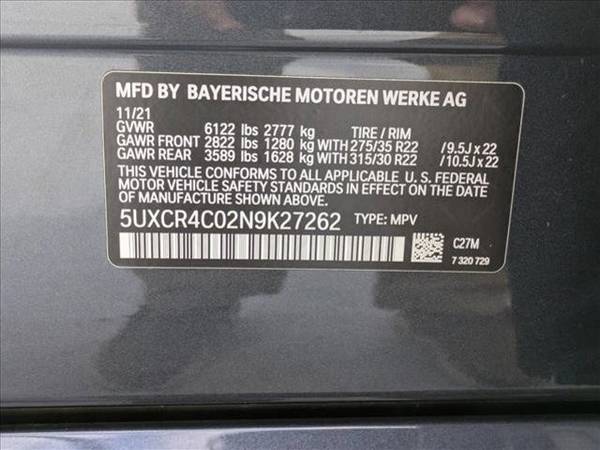 MFD BY BAYERISCHE MOTOREN WERKE AG
11/21
GVWR 6122 lbs 2777 kg TIRE / RIM
GAWR FRONT 2822 lbs 1280 kg WITH 275/35 R22 / 9.5J x 22
GAWR REAR 3589 lbs 1628 kg WITH 315/30 R22 / 10.5J x 22
THIS VEHICLE CONFORMS TO ALL APPLICABLE U. S. FEDERAL
MOTOR VEHICLE SAFETY STANDARDS IN EFFECT ON THE DATE
OF MANUFACTURE SHOWN ABOVE.
5UXCR4C02N9K27262 TYPE: MPV
C27M
7 320 729